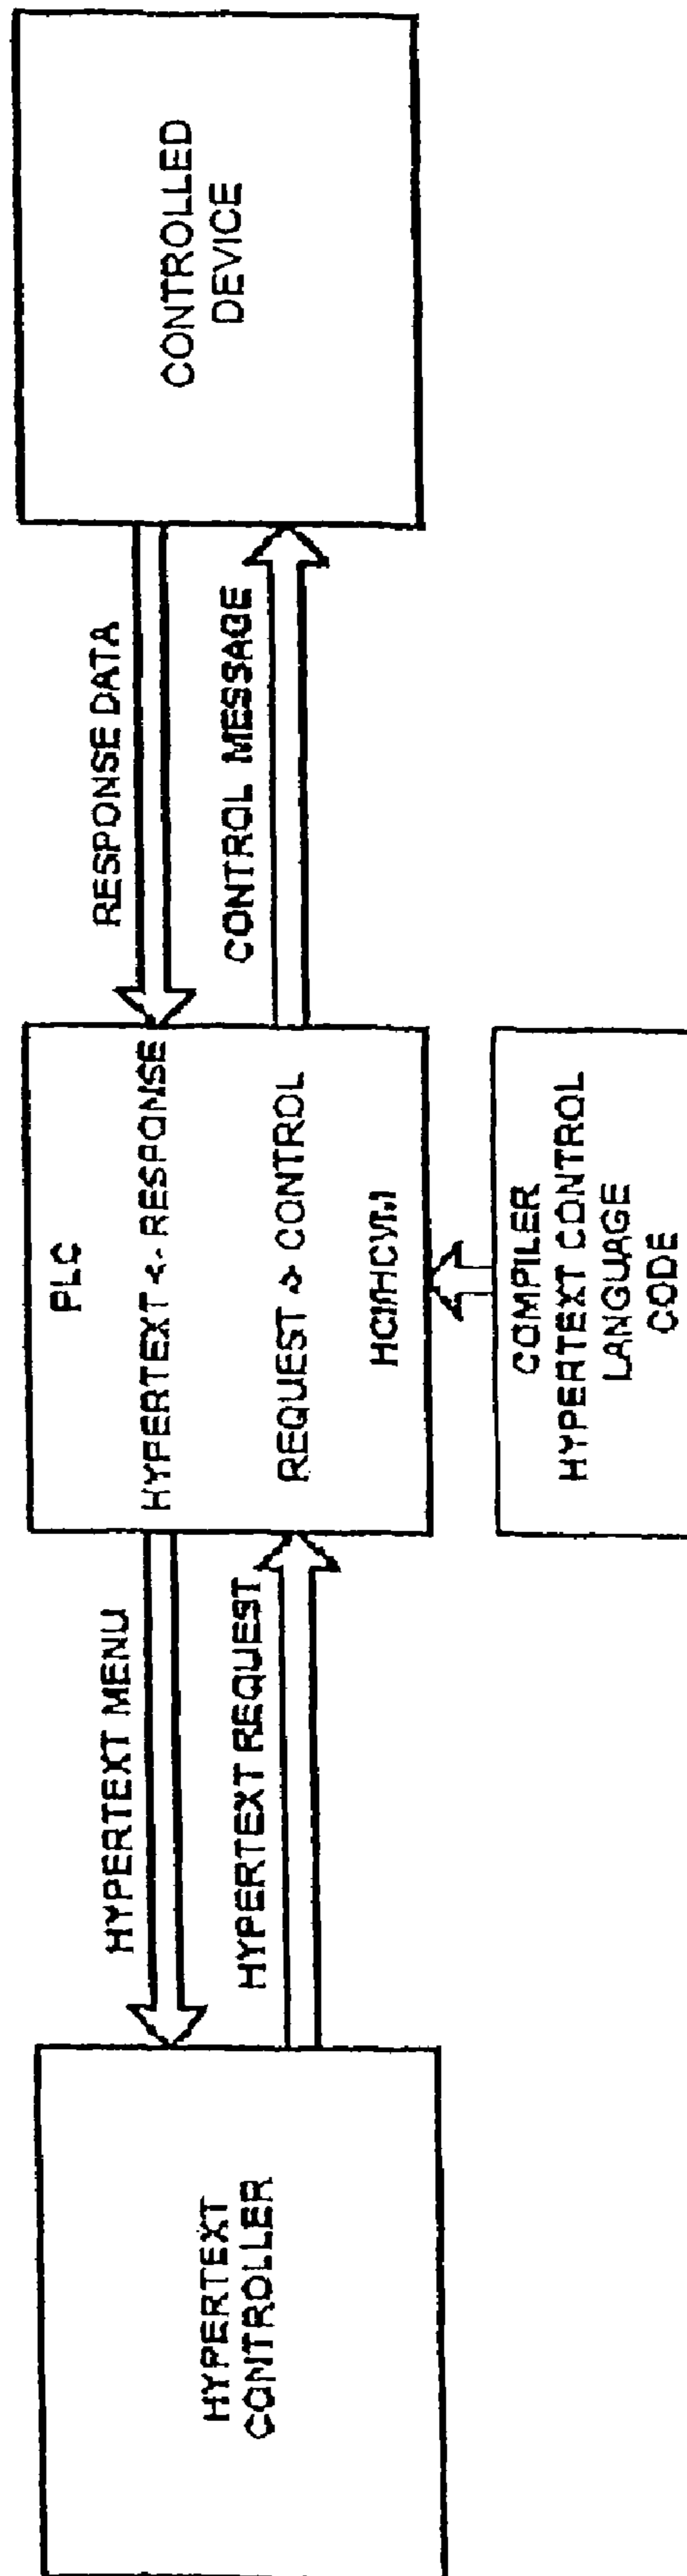 HYPERTEXT
CONTROLLER
HYPERTEXT MENU
HYPERTEXT REQUEST
PLC
HYPERTEXT <- RESPONSE
REQUEST -> CONTROL
COMPILER
HYPERTEXT CONTROL
LANGUAGE
CODE
RESPONSE DATA
CONTROL MESSAGE
CONTROLLED
DEVICE